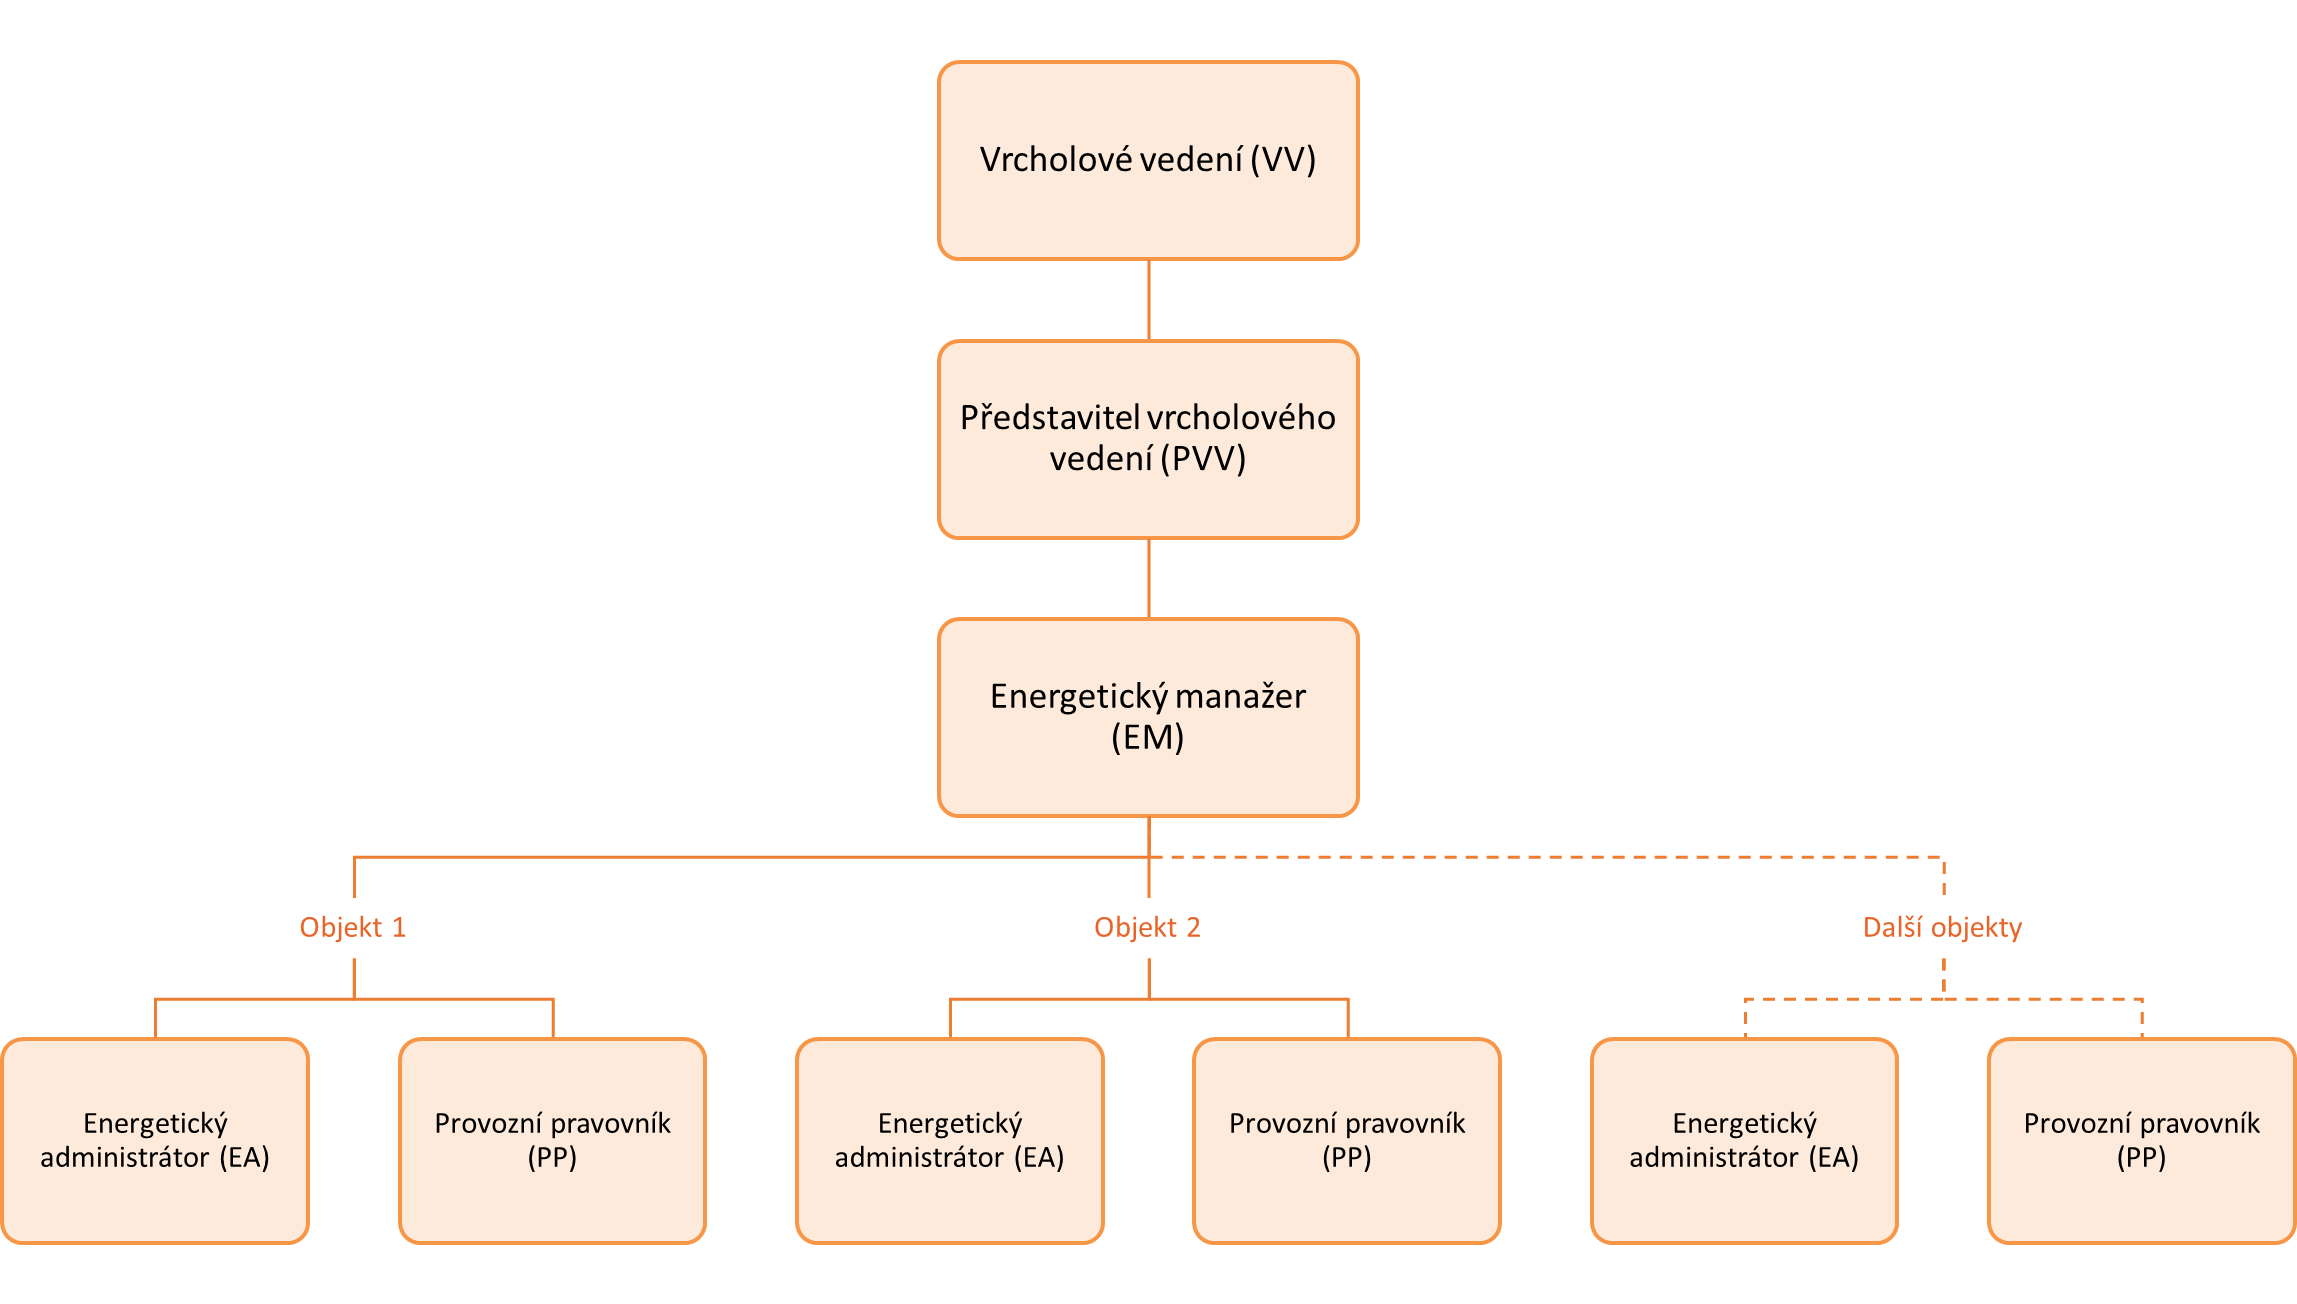 Vrcholové vedení (VV)
Představitel vrcholového
vedení (PVV)
Energetický manažer
(EM)
Objekt 1
Objekt 2
Další objekty
Energetický
administrátor (EA)
Provozní pravovník
(PP)
Energetický
administrátor (EA)
Provozní pravovník
(PP)
Energetický
administrátor (EA)
Provozní pravovník
(PP)